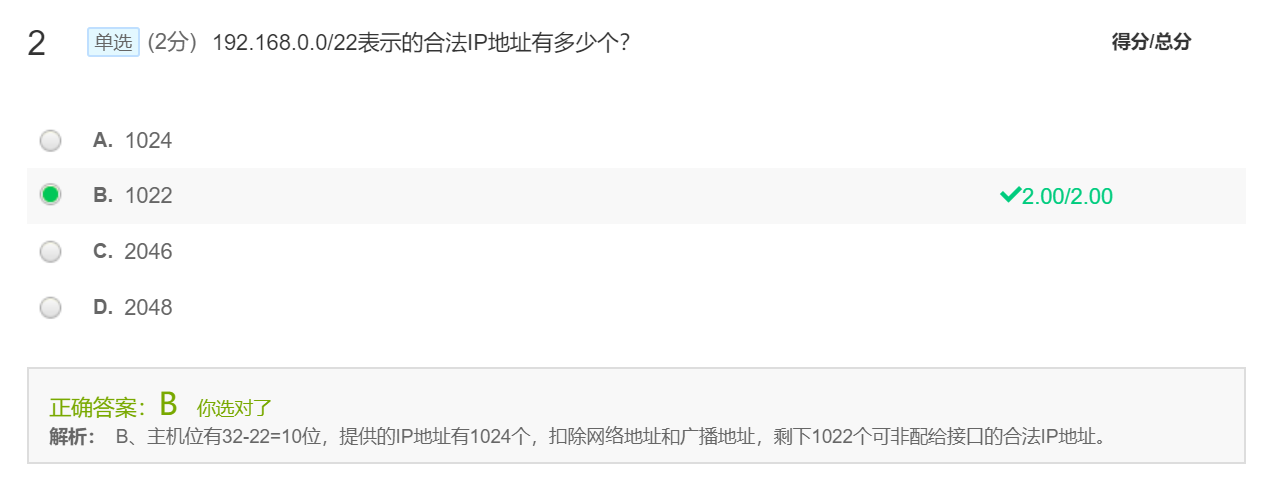 2 单选 (2分) 192.168.0.0/22表示的合法IP地址有多少个? 得分/总分
A. 1024
B. 1022 2.00/2.00
C. 2046
D. 2048
正确答案：B 你选对了
解析： B、主机位有32-22=10位，提供的IP地址有1024个，扣除网络地址和广播地址，剩下1022个可非配给接口的合法IP地址。